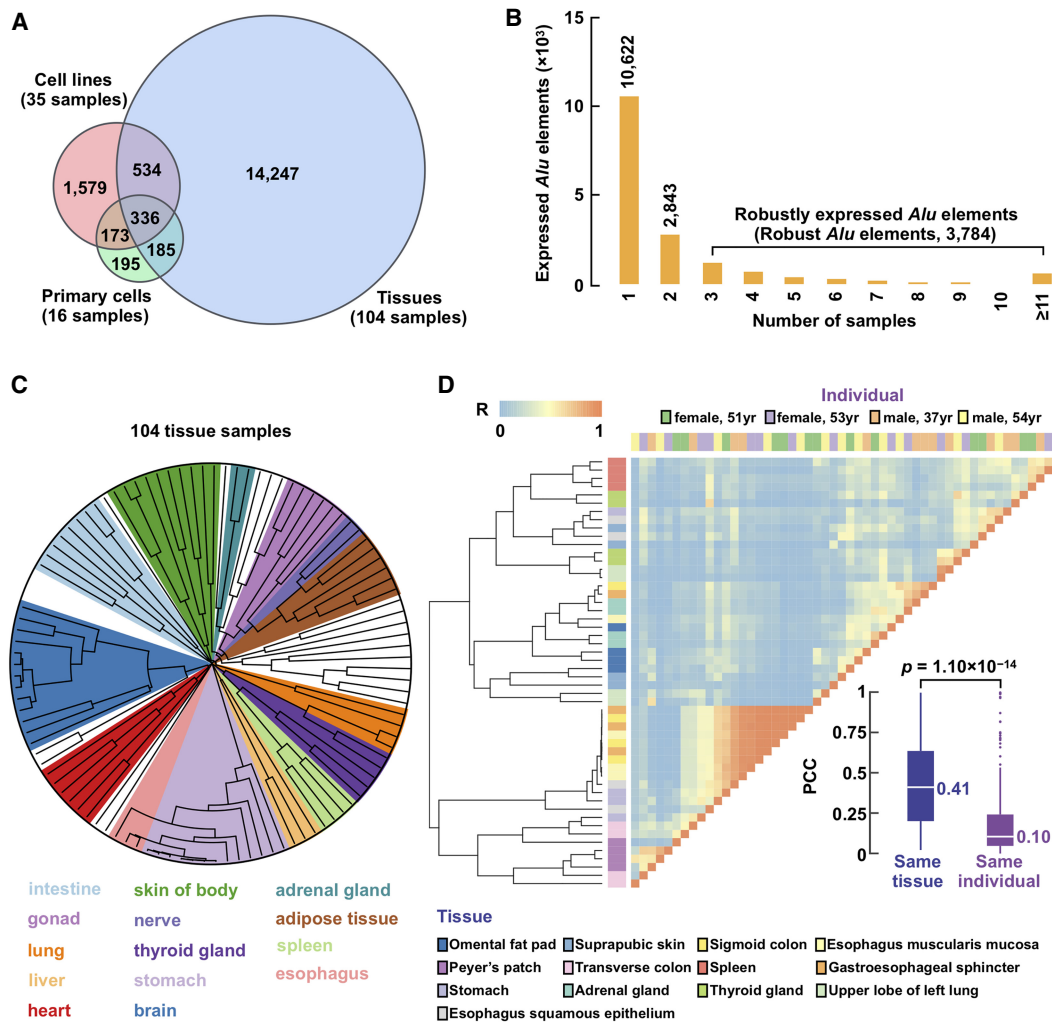 A
Cell lines
(35 samples)
1,579
534
14,247
336
173
185
195
Primary cells
(16 samples)
Tissues
(104 samples)
B
Expressed Alu elements (×10³)
15
10
5
0
10,622
2,843
Robustly expressed Alu elements
(Robust Alu elements, 3,784)
1
2
3
4
5
6
7
8
9
10
≥11
Number of samples
C
104 tissue samples
intestine
skin of body
adrenal gland
gonad
nerve
adipose tissue
lung
thyroid gland
spleen
liver
stomach
esophagus
heart
brain
D
R
0
1
Individual
female, 51yr
female, 53yr
male, 37yr
male, 54yr
p = 1.10×10⁻¹⁴
PCC
1
0.75
0.5
0.25
0
0.41
0.10
Same
tissue
Same
individual
Tissue
Omental fat pad
Suprapubic skin
Sigmoid colon
Esophagus muscularis mucosa
Peyer's patch
Transverse colon
Spleen
Gastroesophageal sphincter
Stomach
Adrenal gland
Thyroid gland
Upper lobe of left lung
Esophagus squamous epithelium